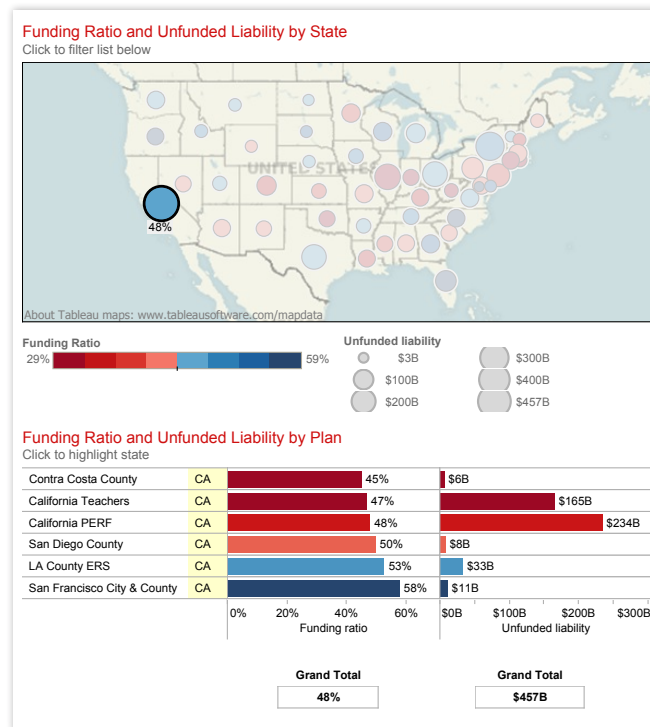 Funding Ratio and Unfunded Liability by State
Click to filter list below
UNITED STATES
48%
About Tableau maps: www.tableausoftware.com/mapdata
Funding Ratio
29% 59%
Unfunded liability
$3B $300B
$100B $400B
$200B $457B
Funding Ratio and Unfunded Liability by Plan
Click to highlight state
Contra Costa County CA 45% $6B
California Teachers CA 47% $165B
California PERF CA 48% $234B
San Diego County CA 50% $8B
LA County ERS CA 53% $33B
San Francisco City & County CA 58% $11B
0% 20% 40% 60% $0B $100B $200B $300B
Funding ratio Unfunded liability
Grand Total Grand Total
48% $457B